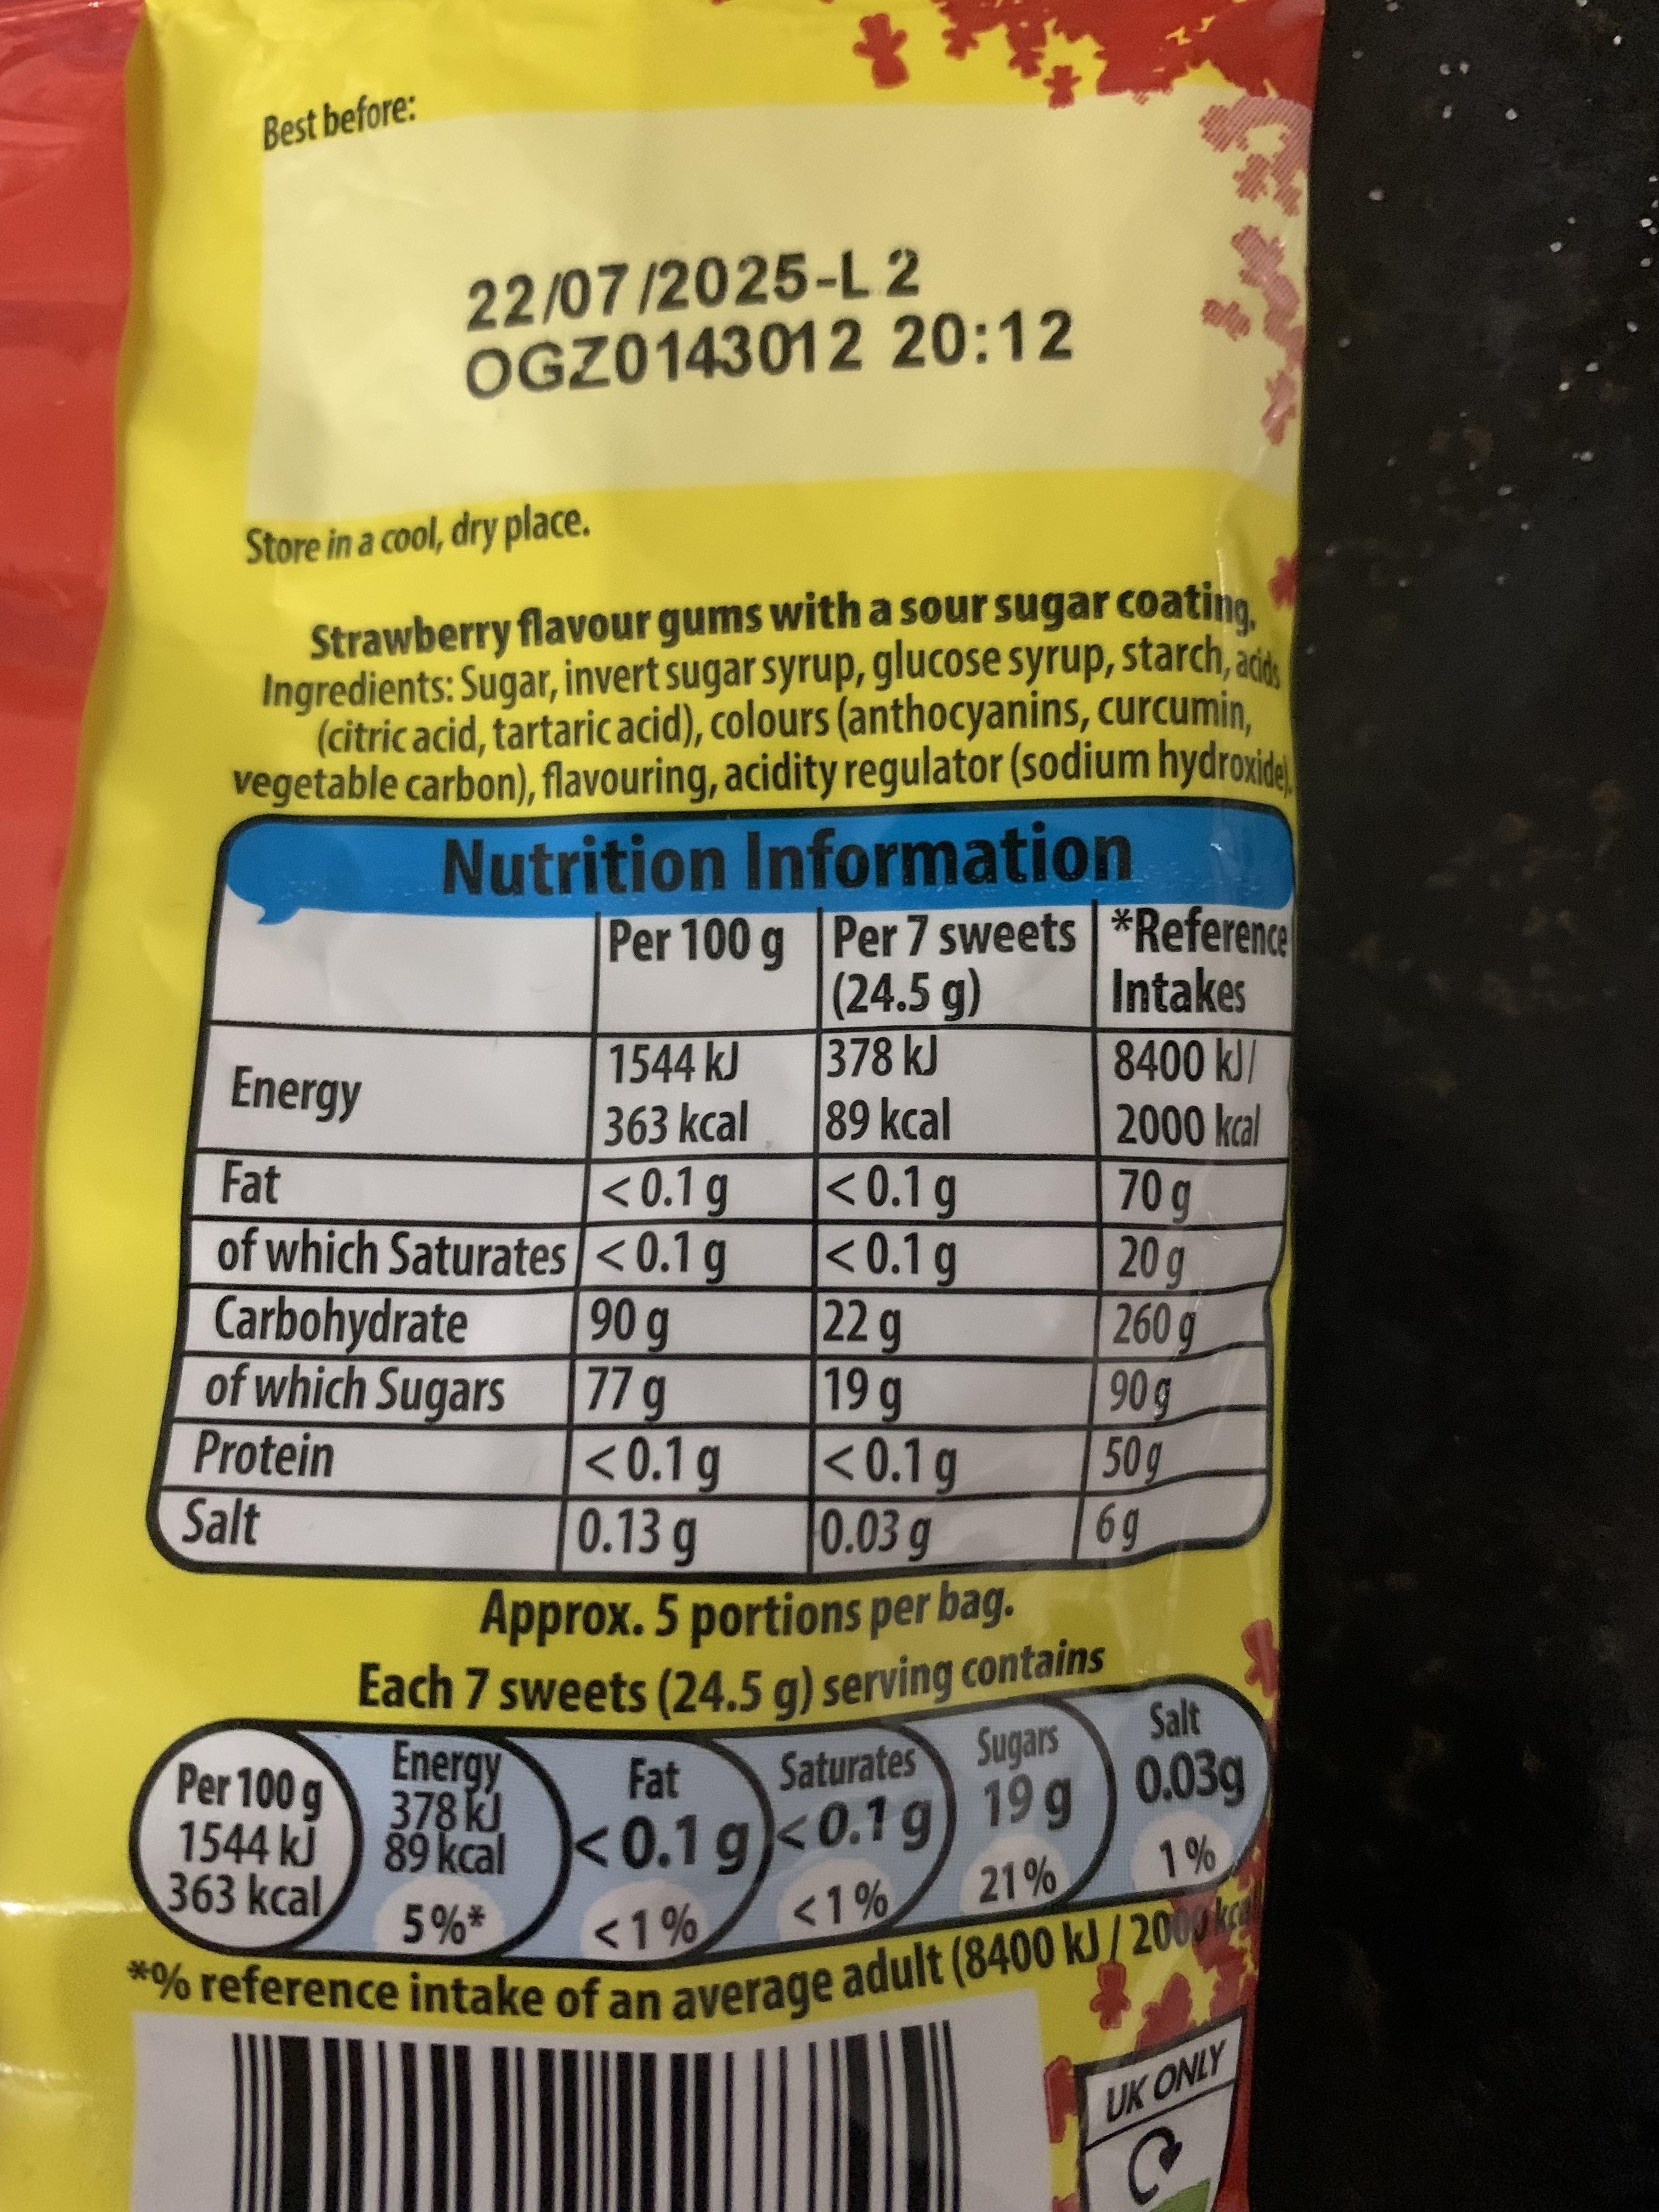 Best before:
22/07/2025-L 2
OGZ0143012 20:12
Store in a cool, dry place.
Strawberry flavour gums with a sour sugar coating.
Ingredients: Sugar, invert sugar syrup, glucose syrup, starch, acids
(citric acid, tartaric acid), colours (anthocyanins, curcumin,
vegetable carbon), flavouring, acidity regulator (sodium hydroxide).
Nutrition Information
Per 100 g Per 7 sweets *Reference
(24.5 g) Intakes
Energy 1544 kJ 378 kJ 8400 kJ/
363 kcal 89 kcal 2000 kcal
Fat <0.1 g <0.1 g 70 g
of which Saturates <0.1 g <0.1 g 20 g
Carbohydrate 90 g 22 g 260 g
of which Sugars 77 g 19 g 90 g
Protein <0.1 g <0.1 g 50 g
Salt 0.13 g 0.03 g 6 g
Approx. 5 portions per bag.
Each 7 sweets (24.5 g) serving contains
Per 100 g
1544 kJ
363 kcal
Energy
378 kJ
89 kcal
5%*
Fat
<0.1 g
<1%
Saturates
<0.1 g
<1%
Sugars
19 g
21%
Salt
0.03g
1%
*% reference intake of an average adult (8400 kJ / 2000 kcal
UK ONLY